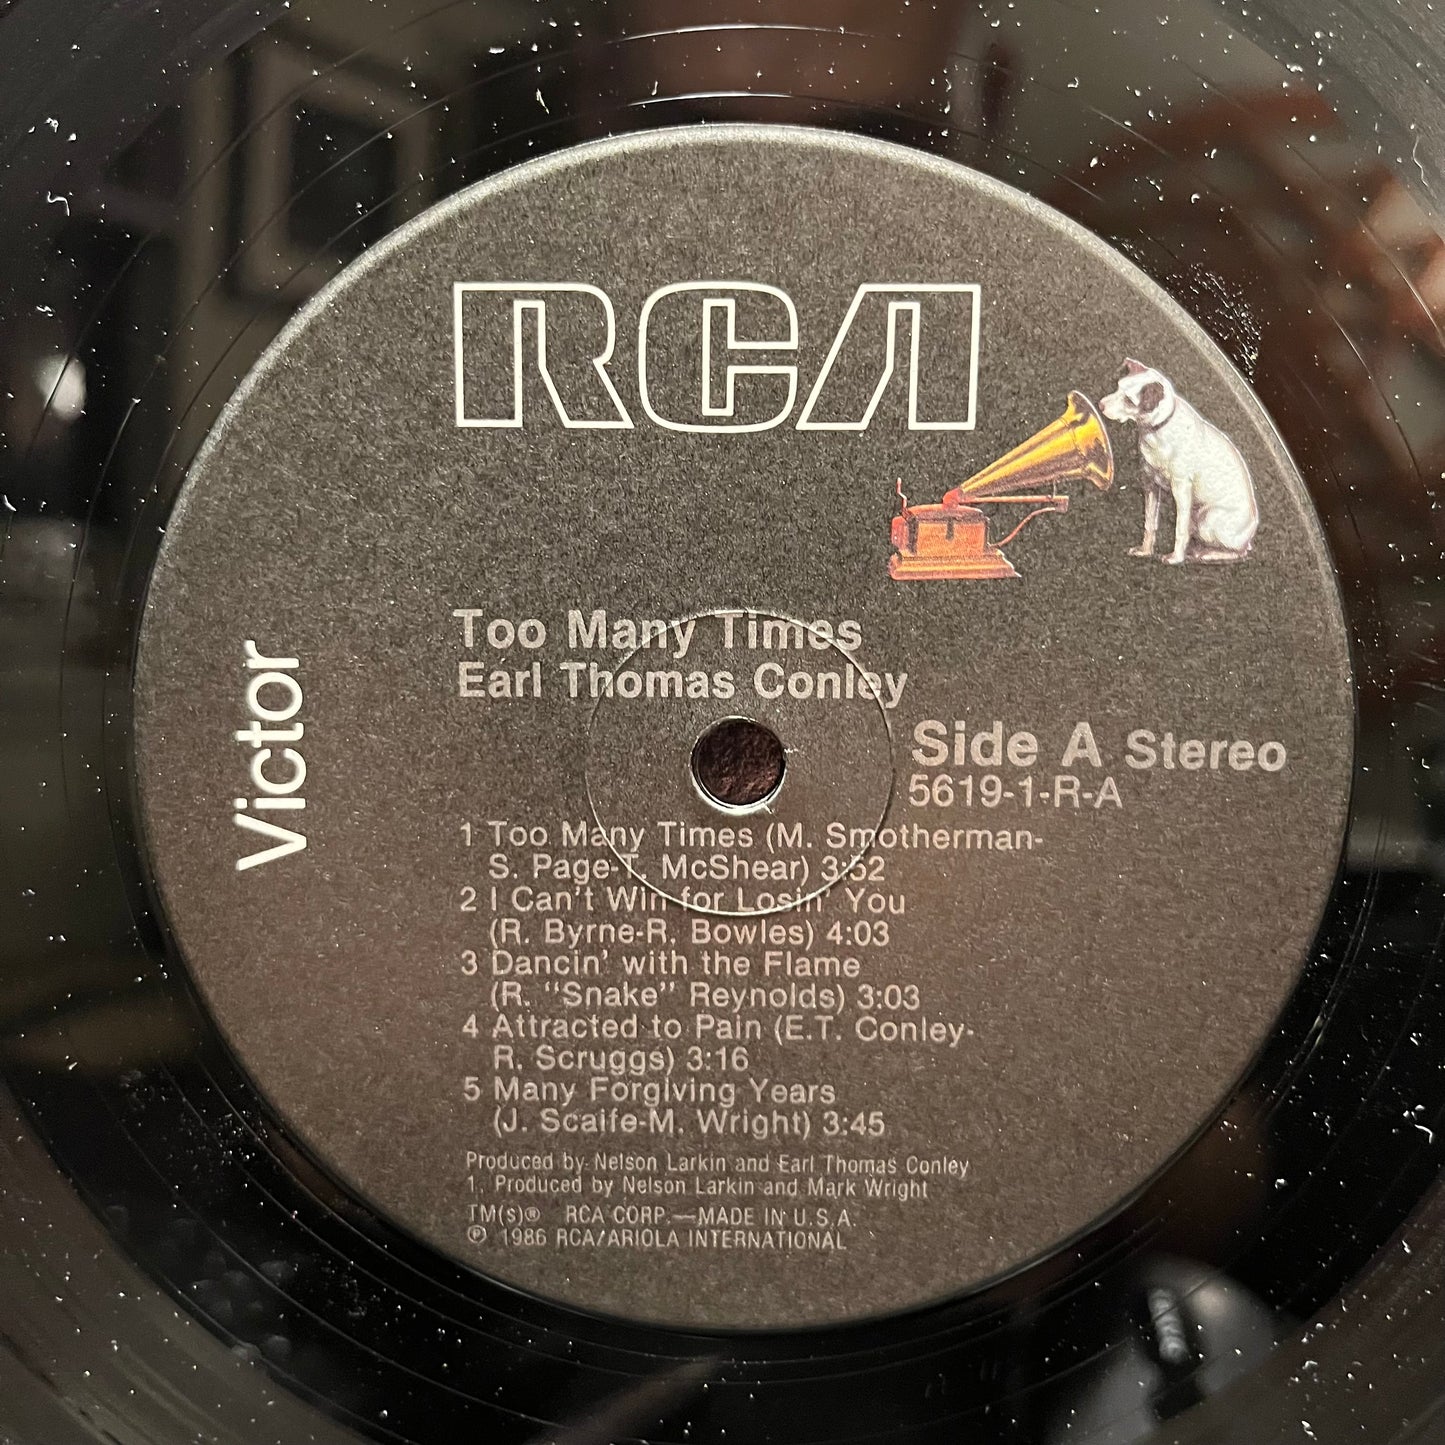 RCA
Victor
Too Many Times
Earl Thomas Conley
Side A Stereo
5619-1-R-A
1 Too Many Times (M. Smotherman-
S. Page-T. McShear) 3:52
2 I Can't Win for Losin' You
(R. Byrne-R. Bowles) 4:03
3 Dancin' with the Flame
(R. "Snake" Reynolds) 3:03
4 Attracted to Pain (E.T. Conley-
R. Scruggs) 3:16
5 Many Forgiving Years
(J. Scaife-M. Wright) 3:45
Produced by Nelson Larkin and Earl Thomas Conley
1. Produced by Nelson Larkin and Mark Wright
TM(s)® RCA CORP.—MADE IN U.S.A.
℗ 1986 RCA/ARIOLA INTERNATIONAL